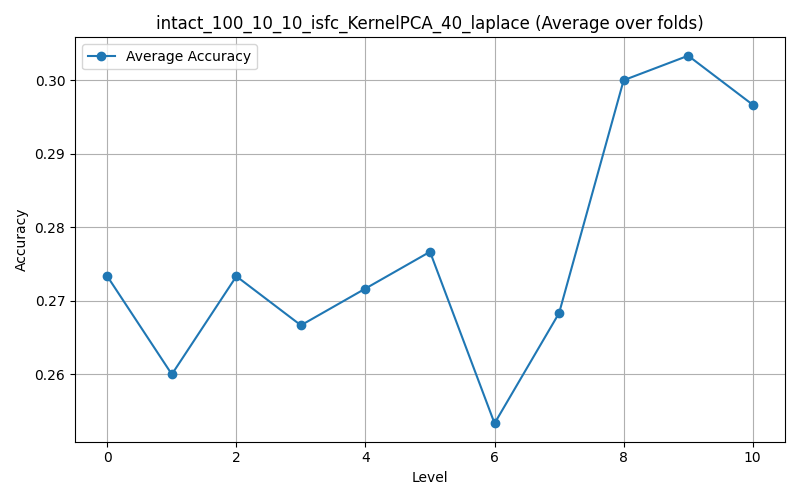 intact_100_10_10_isfc_KernelPCA_40_laplace (Average over folds)
Average Accuracy
0.30
0.29
0.28
0.27
0.26
Accuracy
0 2 4 6 8 10
Level